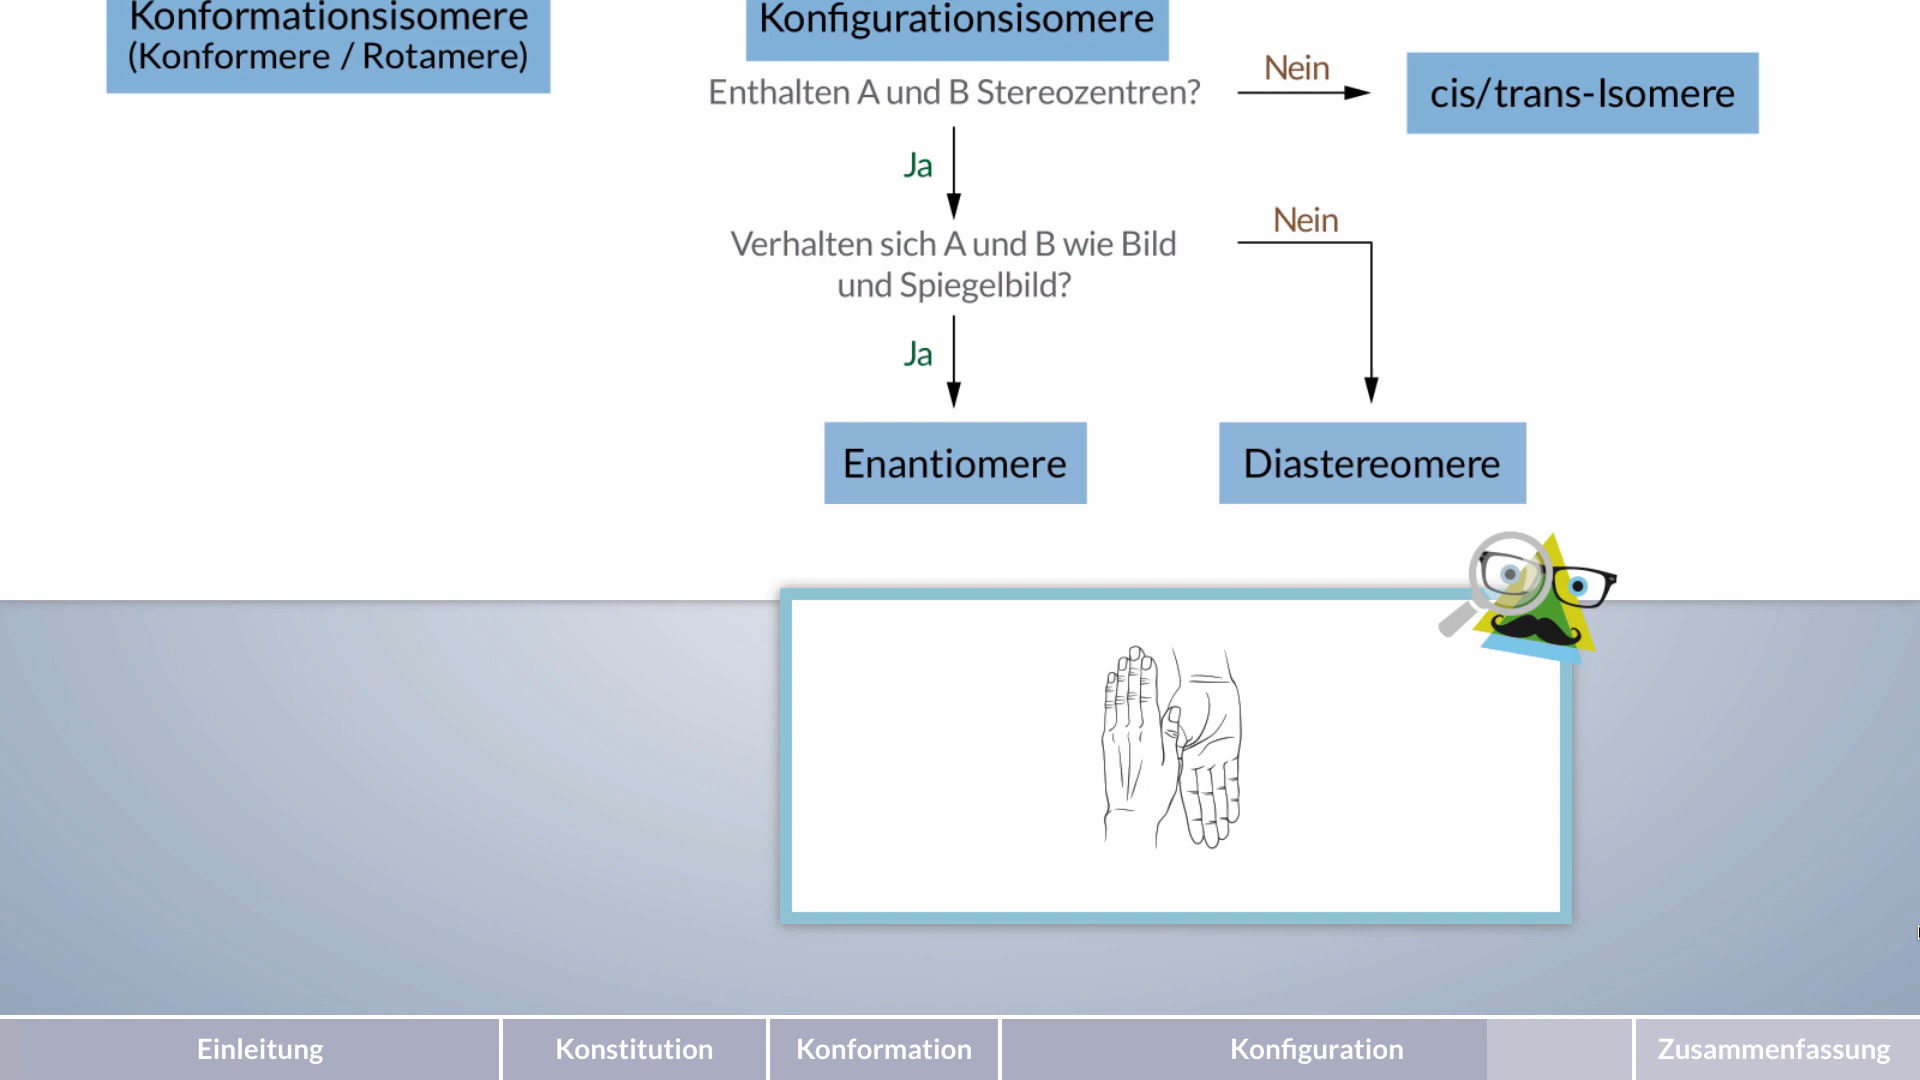 Konformationsisomere
(Konformere / Rotamere)
Konfigurationsisomere
Enthalten A und B Stereozentren?
Nein
cis/trans-Isomere
Ja
Verhalten sich A und B wie Bild
und Spiegelbild?
Nein
Ja
Enantiomere
Diastereomere
Einleitung
Konstitution
Konformation
Konfiguration
Zusammenfassung